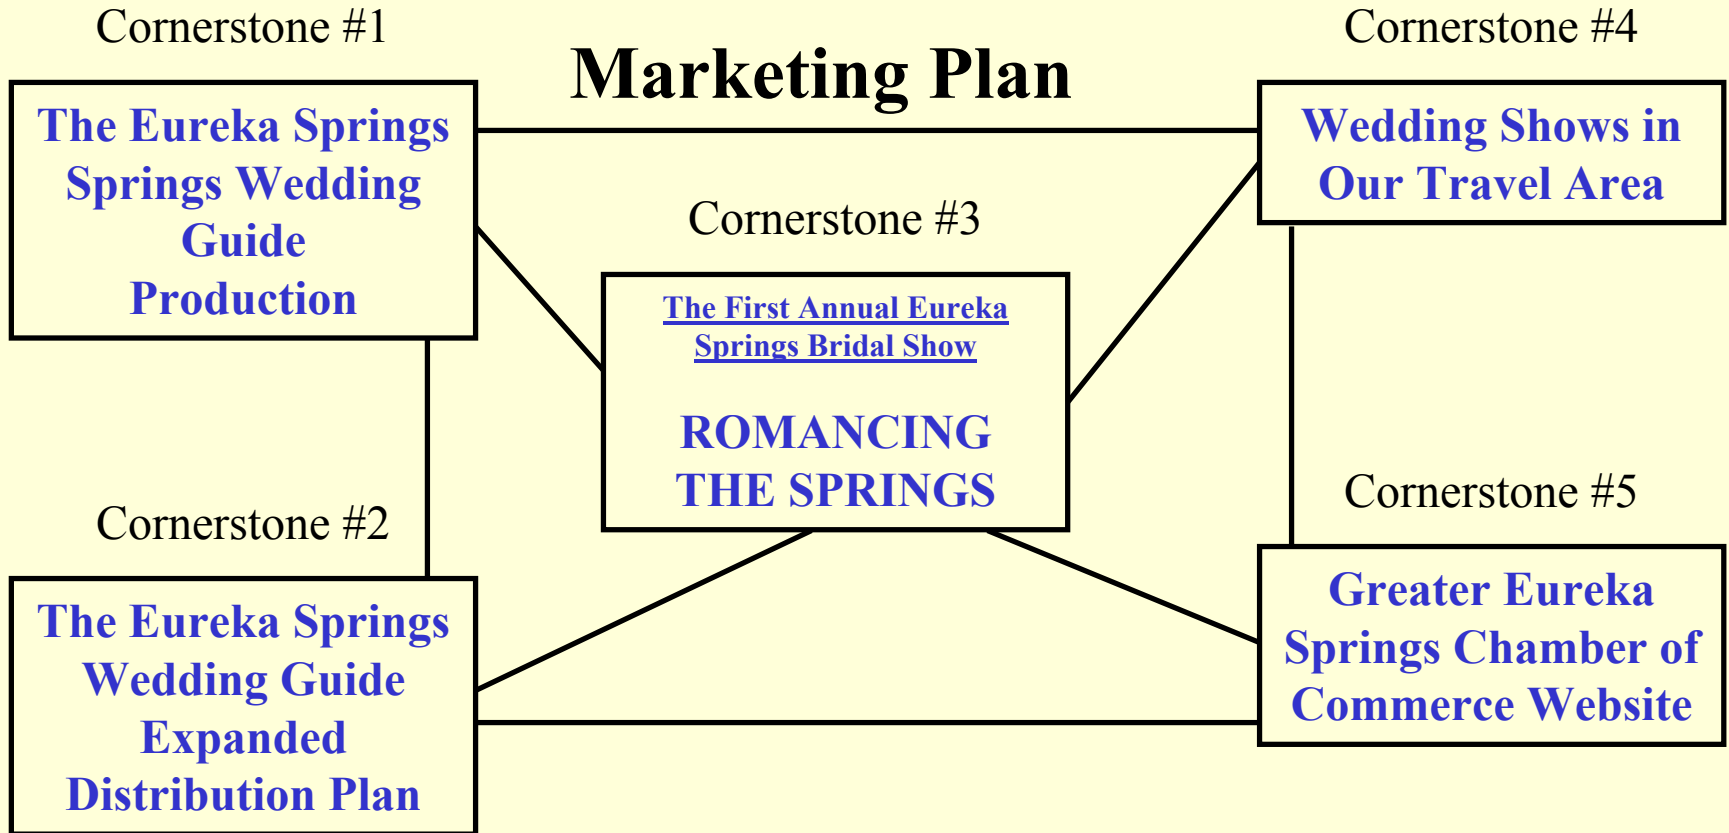 Marketing Plan
Cornerstone #1
The Eureka Springs
Springs Wedding
Guide
Production
Cornerstone #2
The Eureka Springs
Wedding Guide
Expanded
Distribution Plan
Cornerstone #3
The First Annual Eureka
Springs Bridal Show
ROMANCING
THE SPRINGS
Cornerstone #4
Wedding Shows in
Our Travel Area
Cornerstone #5
Greater Eureka
Springs Chamber of
Commerce Website